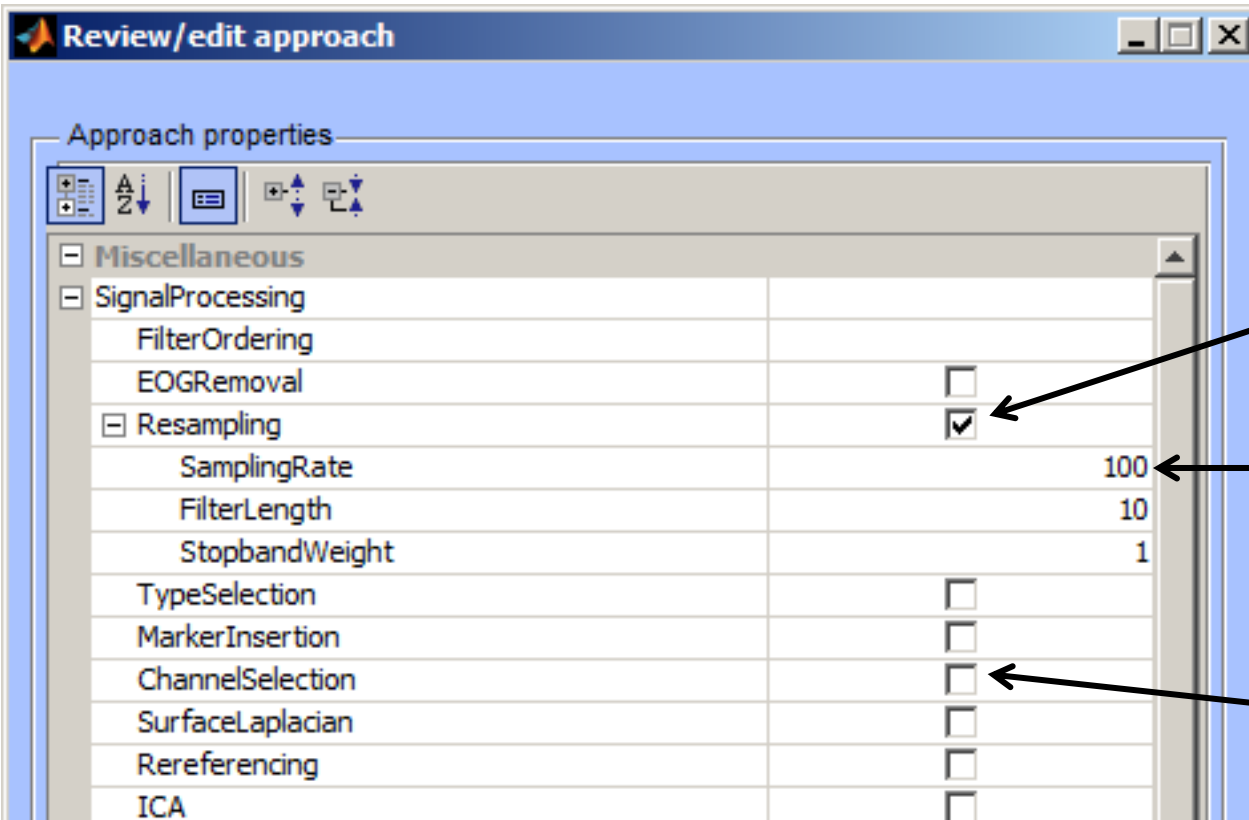 Review/edit approach
Approach properties
A
Z
Miscellaneous
SignalProcessing
FilterOrdering
EOGRemoval
Resampling
SamplingRate 100
FilterLength 10
StopbandWeight 1
TypeSelection
MarkerInsertion
ChannelSelection
SurfaceLaplacian
Rereferencing
ICA